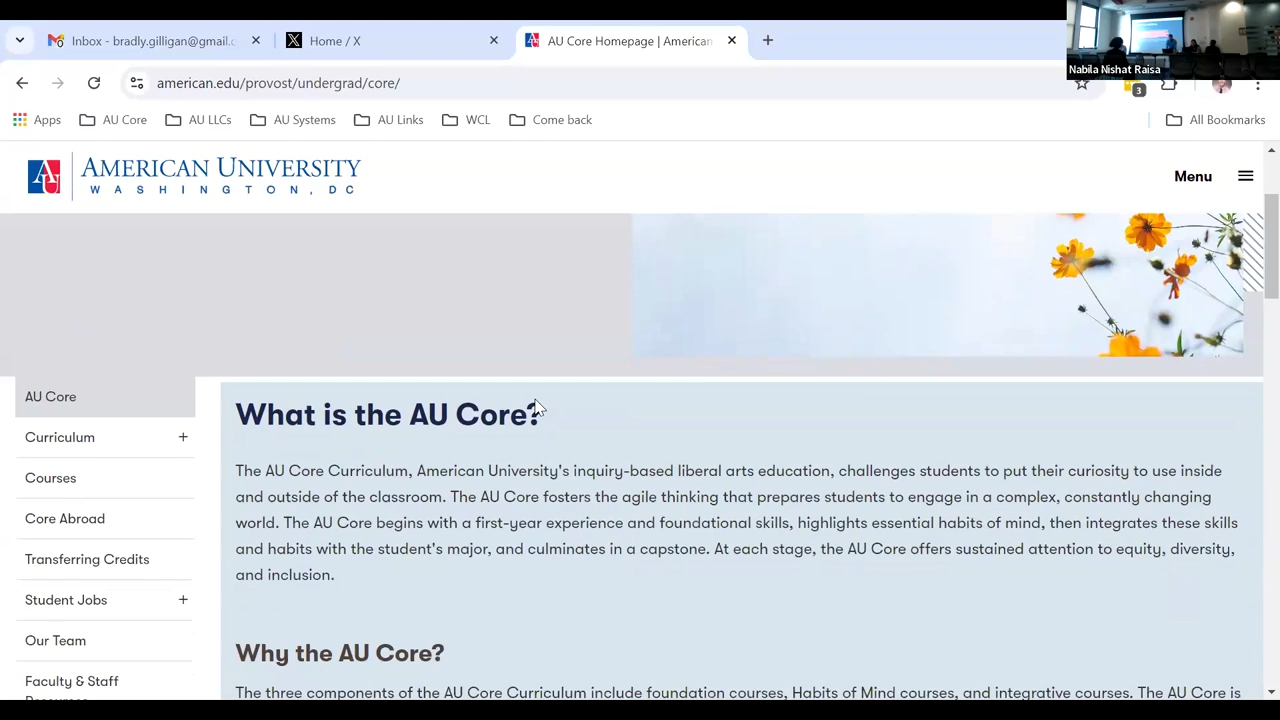 Inbox - bradly.gilligan@gmail.c
Home / X
AU Core Homepage | American
Nabila Nishat Raisa
american.edu/provost/undergrad/core/
3
Apps
AU Core
AU LLCs
AU Systems
AU Links
WCL
Come back
All Bookmarks
AU
AMERICAN UNIVERSITY
WASHINGTON, DC
Menu
AU Core
Curriculum
Courses
Core Abroad
Transferring Credits
Student Jobs
Our Team
Faculty & Staff
Resources
What is the AU Core?
The AU Core Curriculum, American University's inquiry-based liberal arts education, challenges students to put their curiosity to use inside
and outside of the classroom. The AU Core fosters the agile thinking that prepares students to engage in a complex, constantly changing
world. The AU Core begins with a first-year experience and foundational skills, highlights essential habits of mind, then integrates these skills
and habits with the student's major, and culminates in a capstone. At each stage, the AU Core offers sustained attention to equity, diversity,
and inclusion.
Why the AU Core?
The three components of the AU Core Curriculum include foundation courses, Habits of Mind courses, and integrative courses. The AU Core is